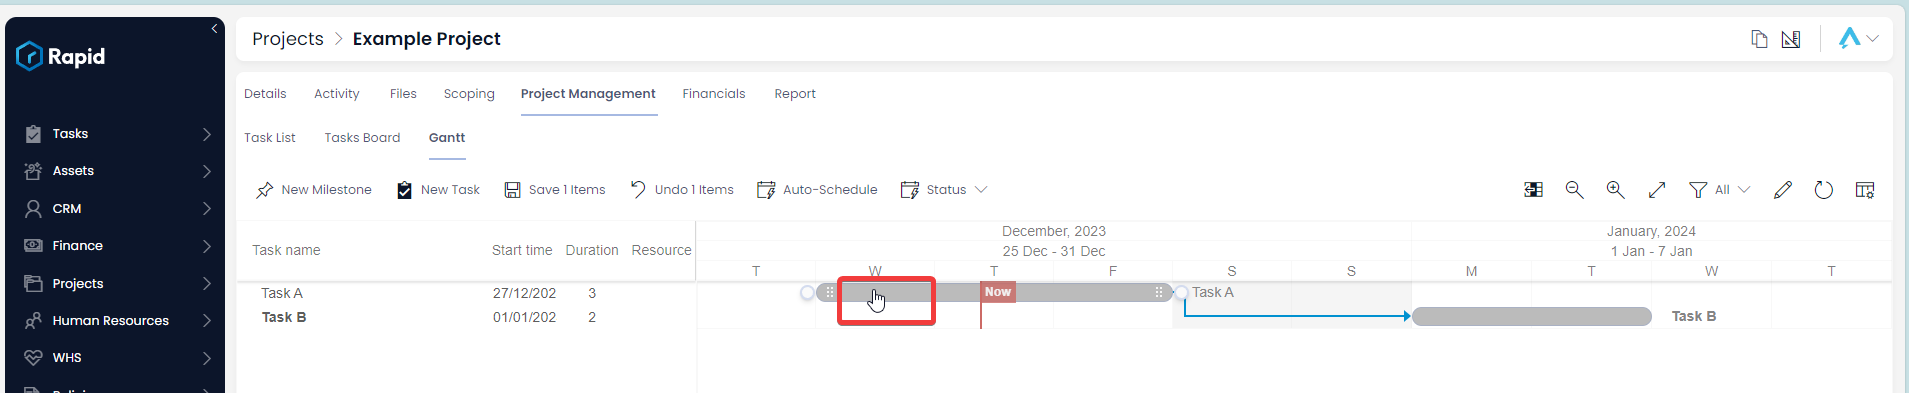 Rapid
Projects > Example Project
Details Activity Files Scoping Project Management Financials Report
Task List Tasks Board Gantt
New Milestone New Task Save 1 Items Undo 1 Items Auto-Schedule Status All
Tasks
Assets
CRM
Finance
Projects
Human Resources
WHS
Task name Start time Duration Resource
December, 2023 January, 2024
25 Dec - 31 Dec 1 Jan - 7 Jan
T W T F S S M T W T
Task A 27/12/202 3 Now Task A
Task B 01/01/202 2 Task B